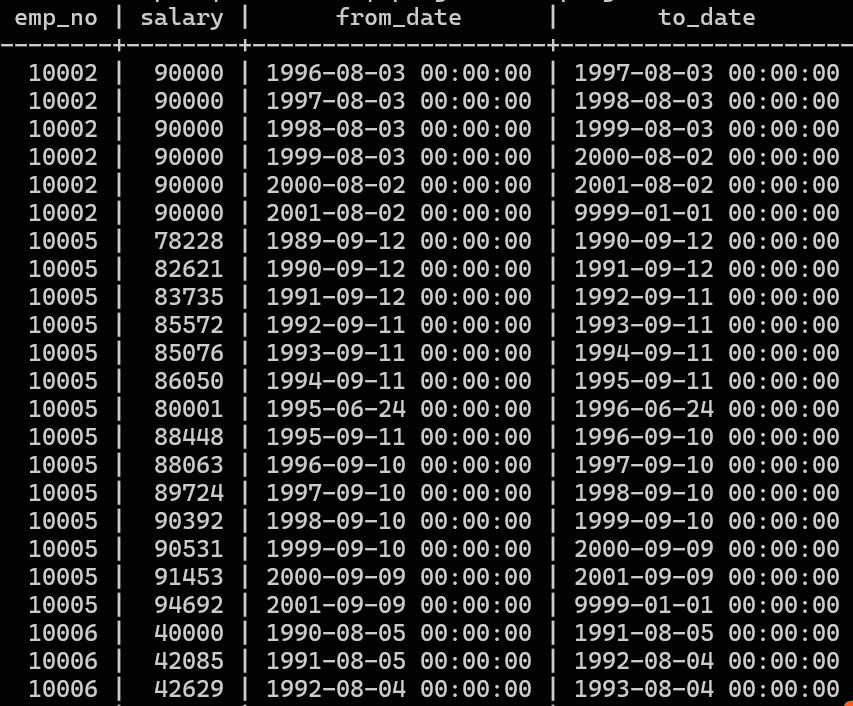 emp_no | salary | from_date | to_date
--------+--------+---------------------+---------------------
10002 | 90000 | 1996-08-03 00:00:00 | 1997-08-03 00:00:00
10002 | 90000 | 1997-08-03 00:00:00 | 1998-08-03 00:00:00
10002 | 90000 | 1998-08-03 00:00:00 | 1999-08-03 00:00:00
10002 | 90000 | 1999-08-03 00:00:00 | 2000-08-02 00:00:00
10002 | 90000 | 2000-08-02 00:00:00 | 2001-08-02 00:00:00
10002 | 90000 | 2001-08-02 00:00:00 | 9999-01-01 00:00:00
10005 | 78228 | 1989-09-12 00:00:00 | 1990-09-12 00:00:00
10005 | 82621 | 1990-09-12 00:00:00 | 1991-09-12 00:00:00
10005 | 83735 | 1991-09-12 00:00:00 | 1992-09-11 00:00:00
10005 | 85572 | 1992-09-11 00:00:00 | 1993-09-11 00:00:00
10005 | 85076 | 1993-09-11 00:00:00 | 1994-09-11 00:00:00
10005 | 86050 | 1994-09-11 00:00:00 | 1995-09-11 00:00:00
10005 | 80001 | 1995-06-24 00:00:00 | 1996-06-24 00:00:00
10005 | 88448 | 1995-09-11 00:00:00 | 1996-09-10 00:00:00
10005 | 88063 | 1996-09-10 00:00:00 | 1997-09-10 00:00:00
10005 | 89724 | 1997-09-10 00:00:00 | 1998-09-10 00:00:00
10005 | 90392 | 1998-09-10 00:00:00 | 1999-09-10 00:00:00
10005 | 90531 | 1999-09-10 00:00:00 | 2000-09-09 00:00:00
10005 | 91453 | 2000-09-09 00:00:00 | 2001-09-09 00:00:00
10005 | 94692 | 2001-09-09 00:00:00 | 9999-01-01 00:00:00
10006 | 40000 | 1990-08-05 00:00:00 | 1991-08-05 00:00:00
10006 | 42085 | 1991-08-05 00:00:00 | 1992-08-04 00:00:00
10006 | 42629 | 1992-08-04 00:00:00 | 1993-08-04 00:00:00